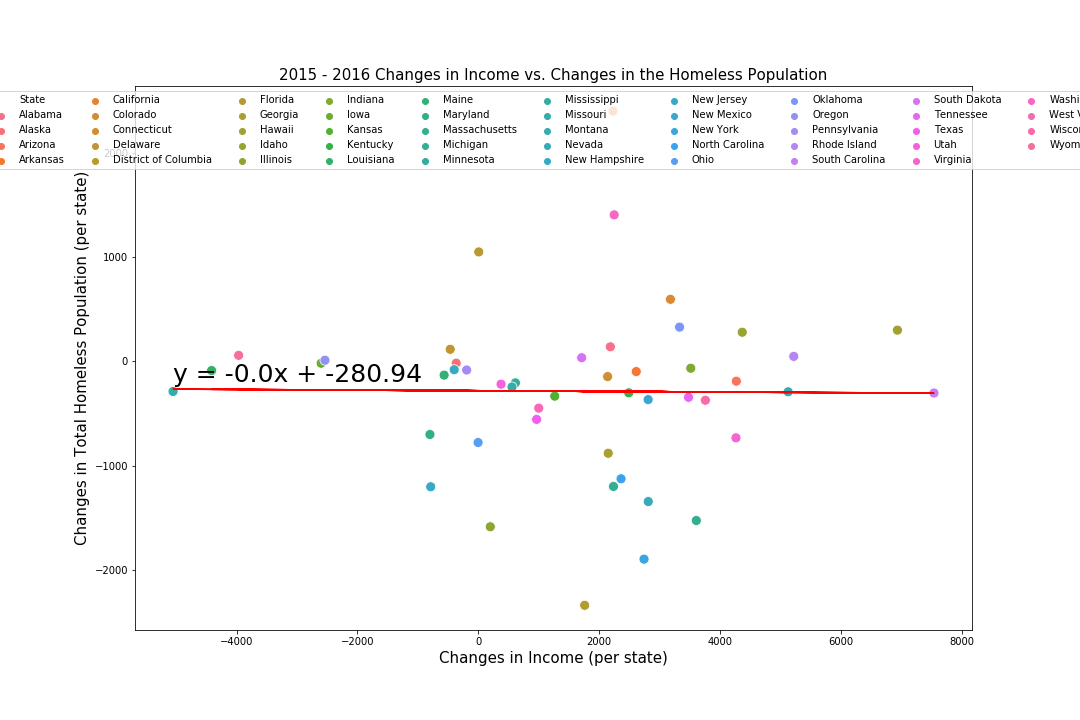 2015 - 2016 Changes in Income vs. Changes in the Homeless Population
State California Florida Indiana Maine Mississippi New Jersey Oklahoma South Dakota
Alabama Colorado Georgia Iowa Maryland Missouri New Mexico Oregon Tennessee
Alaska Connecticut Hawaii Kansas Massachusetts Montana New York Pennsylvania Texas
Arizona Delaware Idaho Kentucky Michigan Nevada North Carolina Rhode Island Utah
Arkansas District of Columbia Illinois Louisiana Minnesota New Hampshire Ohio South Carolina Virginia
Washi
West V
Wiscon
Wyom
2000
1000
0
−1000
−2000
Changes in Total Homeless Population (per state)
y = -0.0x + -280.94
−4000 −2000 0 2000 4000 6000 8000
Changes in Income (per state)